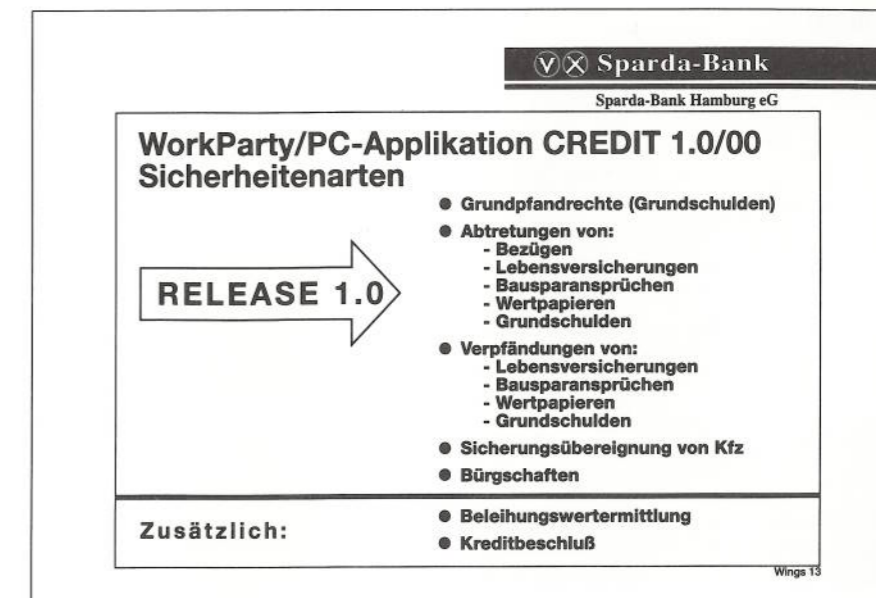 Sparda-Bank
Sparda-Bank Hamburg eG
WorkParty/PC-Applikation CREDIT 1.0/00
Sicherheitenarten
RELEASE 1.0
● Grundpfandrechte (Grundschulden)
● Abtretungen von:
- Bezügen
- Lebensversicherungen
- Bausparansprüchen
- Wertpapieren
- Grundschulden
● Verpfändungen von:
- Lebensversicherungen
- Bausparansprüchen
- Wertpapieren
- Grundschulden
● Sicherungsübereignung von Kfz
● Bürgschaften
Zusätzlich:
● Beleihungswertermittlung
● Kreditbeschluß
Wings 13